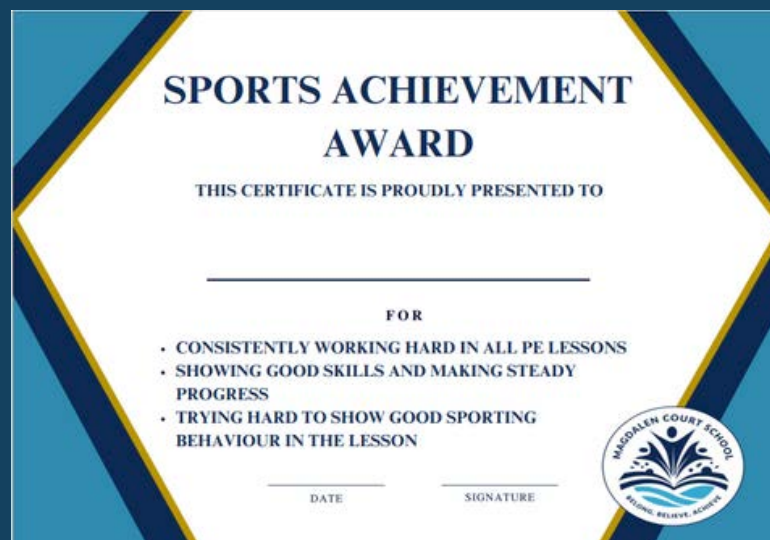 SPORTS ACHIEVEMENT
AWARD
THIS CERTIFICATE IS PROUDLY PRESENTED TO
FOR
• CONSISTENTLY WORKING HARD IN ALL PE LESSONS
• SHOWING GOOD SKILLS AND MAKING STEADY
PROGRESS
• TRYING HARD TO SHOW GOOD SPORTING
BEHAVIOUR IN THE LESSON
DATE
SIGNATURE
MAGDALEN COURT SCHOOL
BELONG, BELIEVE, ACHIEVE